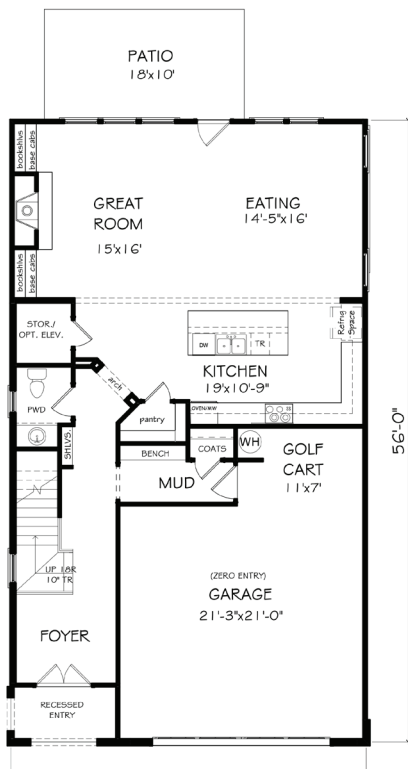 PATIO
18'x10'
bookshlvs
base cabs
GREAT
ROOM
15'x16'
EATING
14'-5"x16'
bookshlvs
base cabs
STOR./
OPT. ELEV.
DW
TR
Refrig
Space
KITCHEN
19'x10'-9"
arch
PWD
pantry
OVEN/MW
SHLVS.
BENCH
COATS
WH
GOLF
CART
11'x7'
MUD
56'-0"
UP 18R
10" TR
(ZERO ENTRY)
GARAGE
21'-3"x21'-0"
FOYER
RECESSED
ENTRY